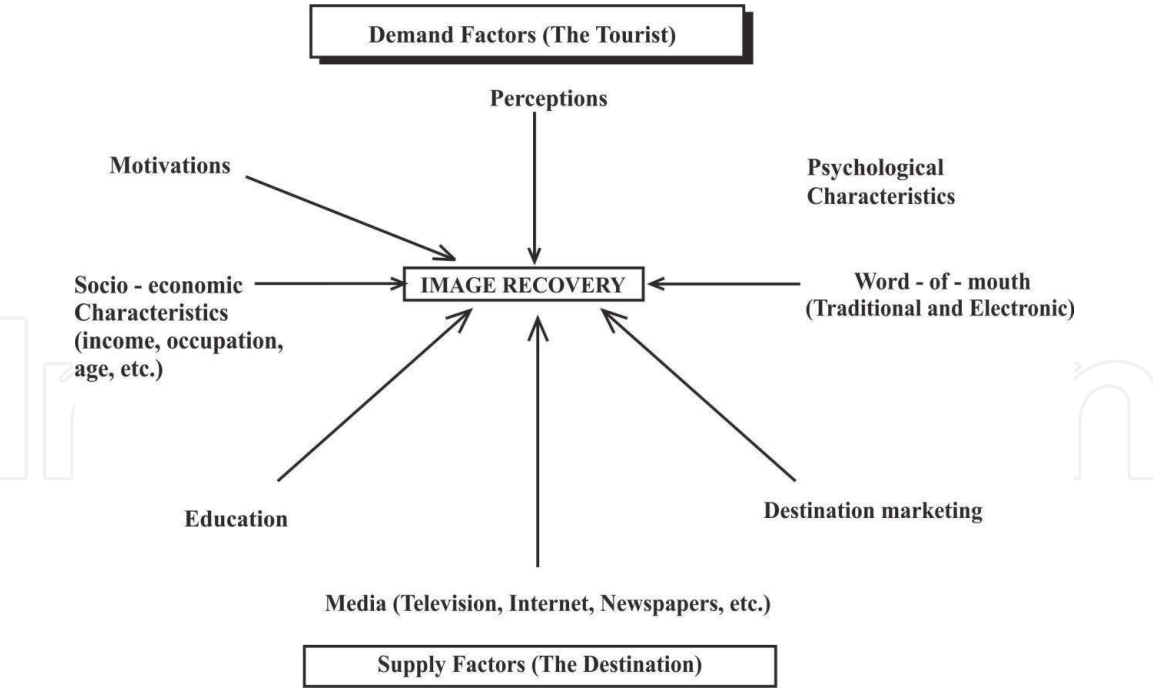 Demand Factors (The Tourist)
Perceptions
Motivations
Psychological
Characteristics
IMAGE RECOVERY
Socio - economic
Characteristics
(income, occupation,
age, etc.)
Word - of - mouth
(Traditional and Electronic)
Education
Destination marketing
Media (Television, Internet, Newspapers, etc.)
Supply Factors (The Destination)